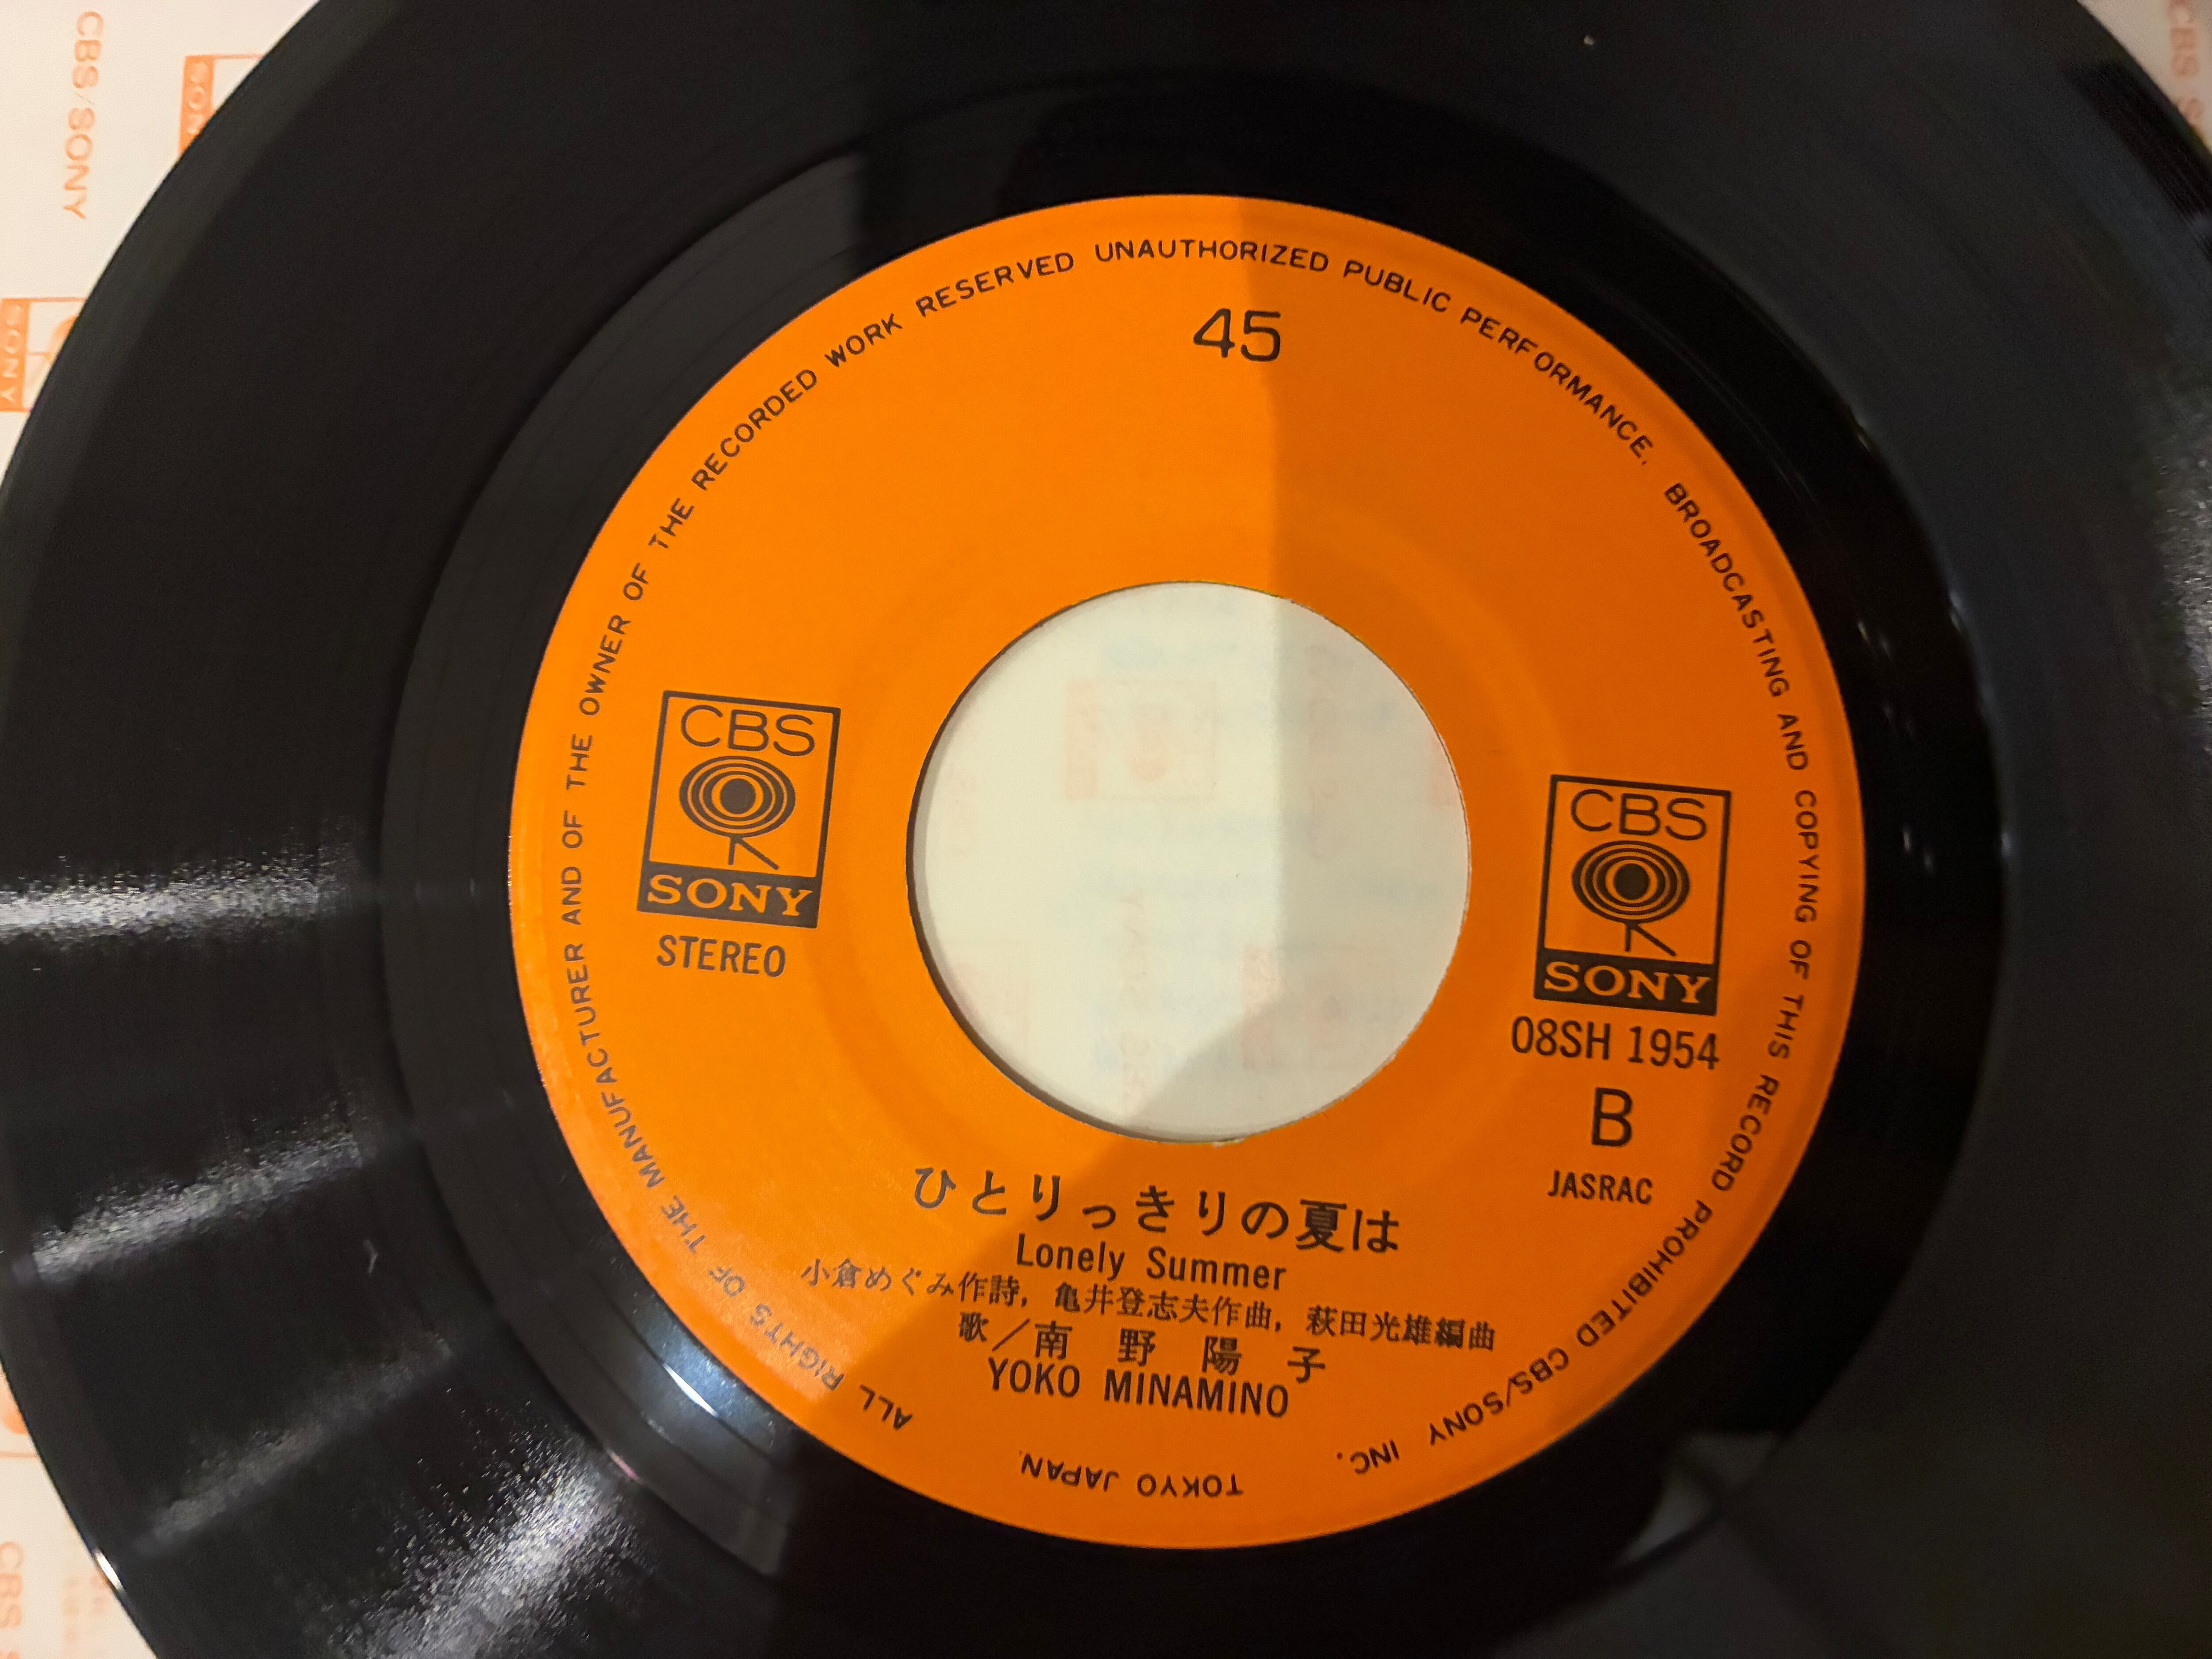 ALL RIGHTS OF THE MANUFACTURER AND OF THE OWNER OF THE RECORDED WORK RESERVED UNAUTHORIZED PUBLIC PERFORMANCE, BROADCASTING AND COPYING OF THIS RECORD PROHIBITED CBS/SONY INC. TOKYO JAPAN.
45
CBS
SONY
STEREO
CBS
SONY
08SH 1954
B
JASRAC
ひとりっきりの夏は
Lonely Summer
小倉めぐみ作詩, 亀井登志夫作曲, 萩田光雄編曲
歌／南野陽子
YOKO MINAMINO
CBS/SONY
SONY